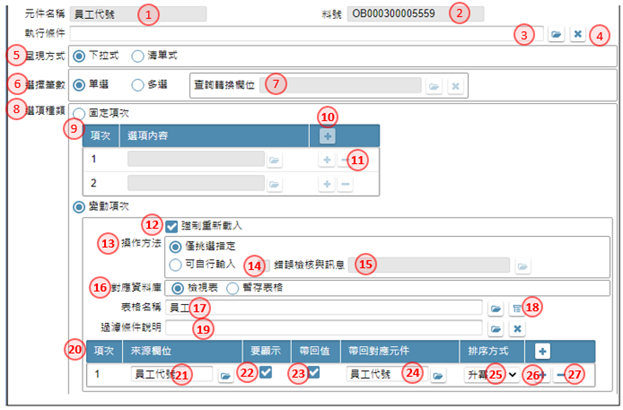 元件名稱 員工代號 1 料號 OB000300005559 2
執行條件 3 4
5 呈現方式 下拉式 清單式
6 選擇筆數 單選 多選 查詢轉換欄位 7
8 選項種類 固定項次
9 項次 選項內容 10
1 11
2
變動項次
12 強制重新載入
13 操作方法 僅挑選指定
可自行輸入 14 錯誤檢核與訊息 15
16 對應資料庫 檢視表 暫存表格
表格名稱 員工 17 18
過濾條件說明 19
20 項次 來源欄位 要顯示 帶回值 帶回對應元件 排序方式
1 員工代號 21 22 23 員工代號 24 升冪 25 26 27